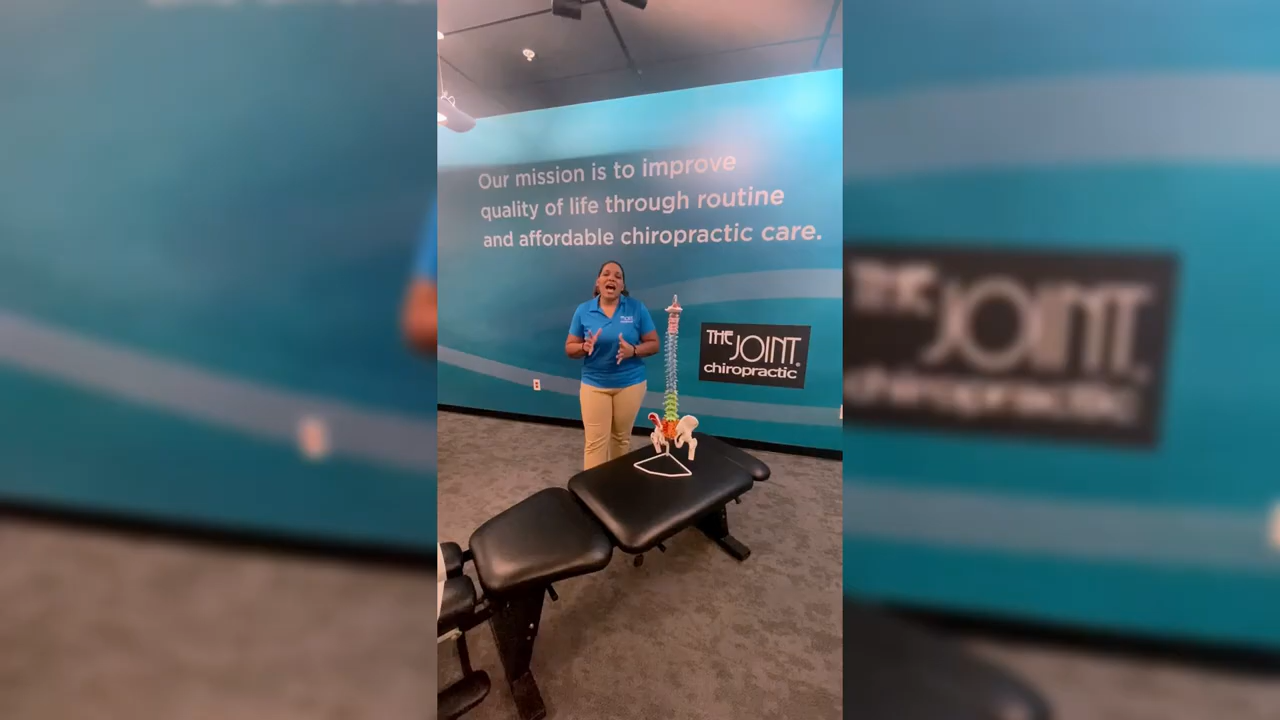 Our mission is to improve
quality of life through routine
and affordable chiropractic care.
THE JOINT®
chiropractic